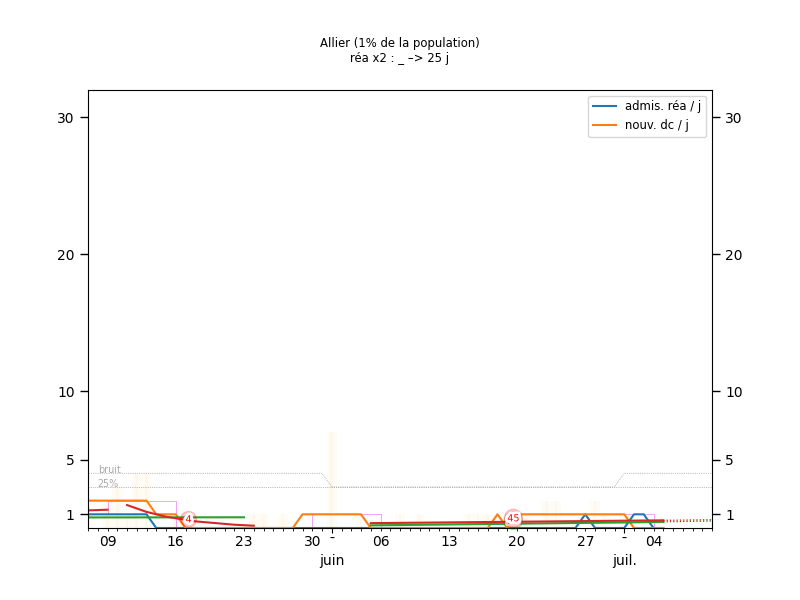 Allier (1% de la population)
réa x2 : _ –> 25 j
admis. réa / j
nouv. dc / j
30
20
10
5
1
30
20
10
5
1
bruit
25%
4
45
09 16 23 30 - 06 13 20 27 - 04
juin juil.